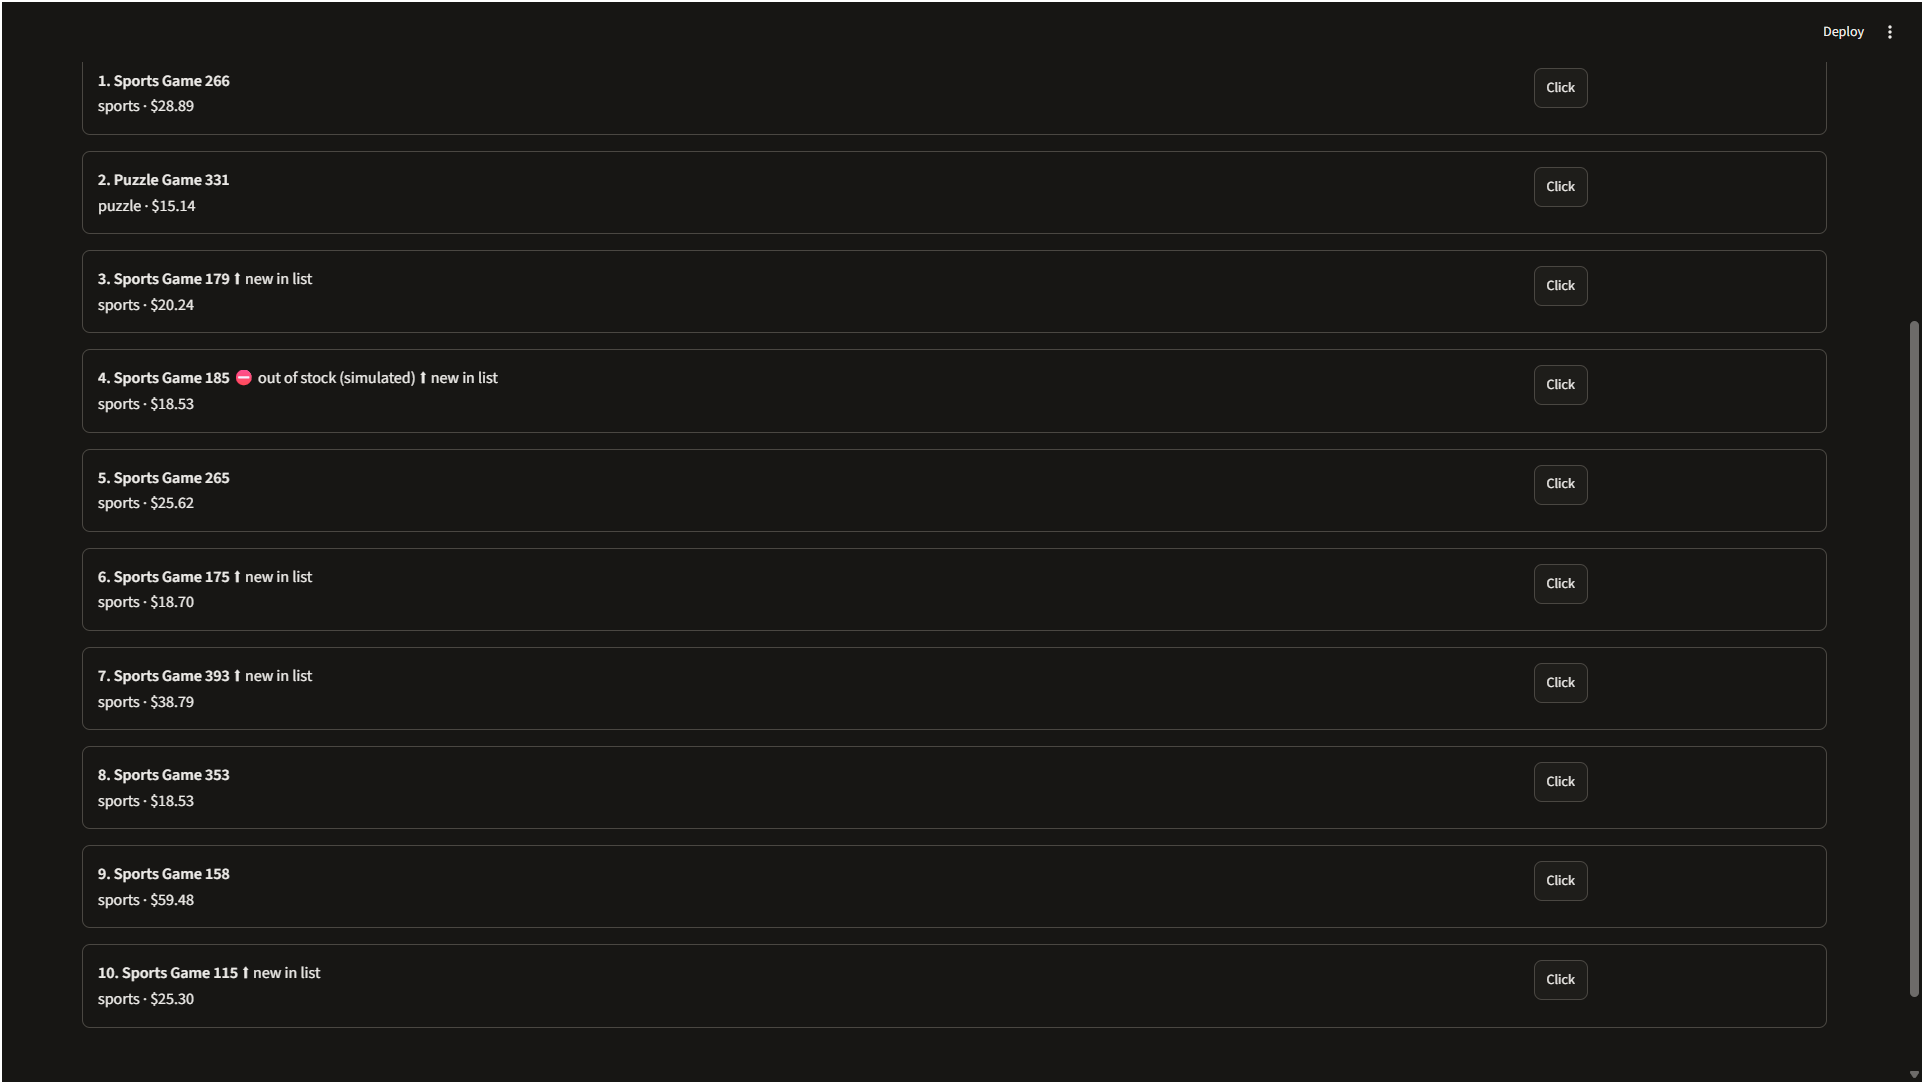 Deploy
1. Sports Game 266
sports · $28.89
Click
2. Puzzle Game 331
puzzle · $15.14
Click
3. Sports Game 179 ⬆ new in list
sports · $20.24
Click
4. Sports Game 185 ⛔ out of stock (simulated) ⬆ new in list
sports · $18.53
Click
5. Sports Game 265
sports · $25.62
Click
6. Sports Game 175 ⬆ new in list
sports · $18.70
Click
7. Sports Game 393 ⬆ new in list
sports · $38.79
Click
8. Sports Game 353
sports · $18.53
Click
9. Sports Game 158
sports · $59.48
Click
10. Sports Game 115 ⬆ new in list
sports · $25.30
Click